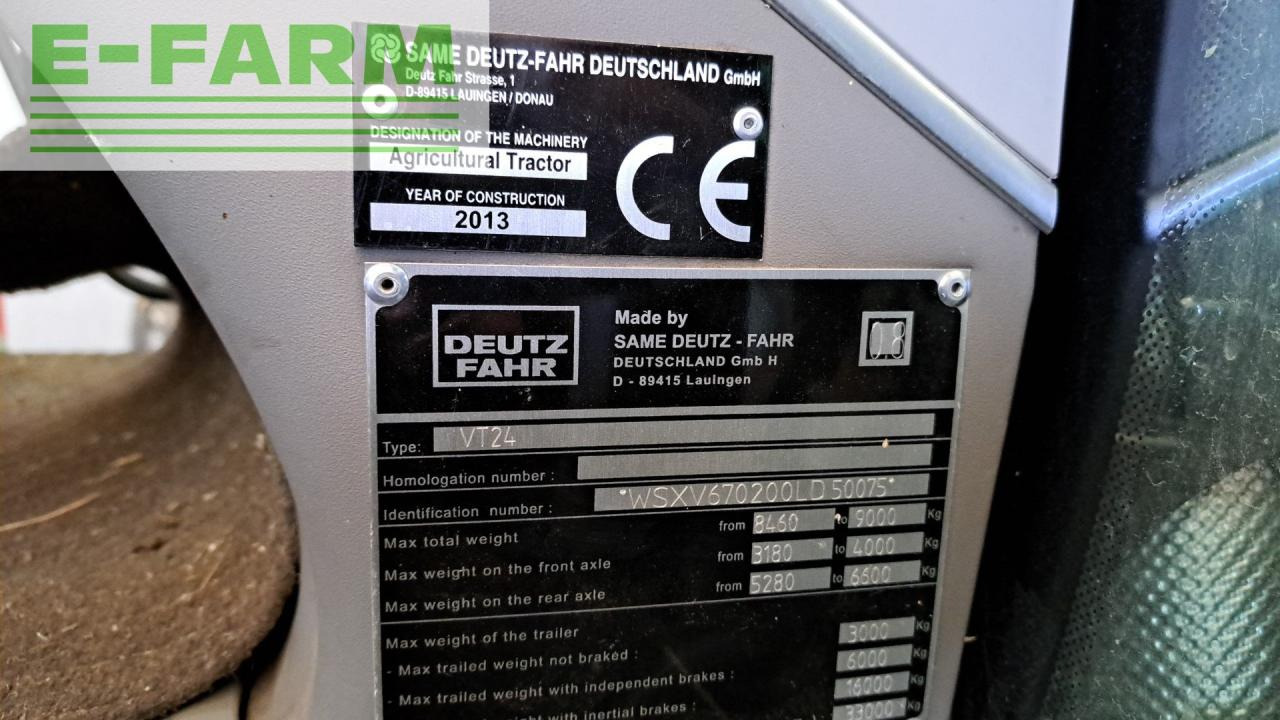 E-FARM
SAME DEUTZ-FAHR DEUTSCHLAND GmbH
Deutz Fahr Strasse, 1
D-89415 LAUINGEN / DONAU
DESIGNATION OF THE MACHINERY
Agricultural Tractor
YEAR OF CONSTRUCTION
2013
CE
DEUTZ
FAHR
Made by
SAME DEUTZ - FAHR
DEUTSCHLAND Gmb H
D - 89415 Lauingen
0.8
Type: VT24
Homologation number :
Identification number : *WSXV670200LD50075*
Max total weight from 8460 to 9000 Kg
Max weight on the front axle from 3180 to 4000 Kg
Max weight on the rear axle from 5280 to 6600 Kg
Max weight of the trailer 3000 Kg
- Max trailed weight not braked : 6000 Kg
- Max trailed weight with independent brakes : 16000 Kg
weight with inertial brakes : 33000 Kg